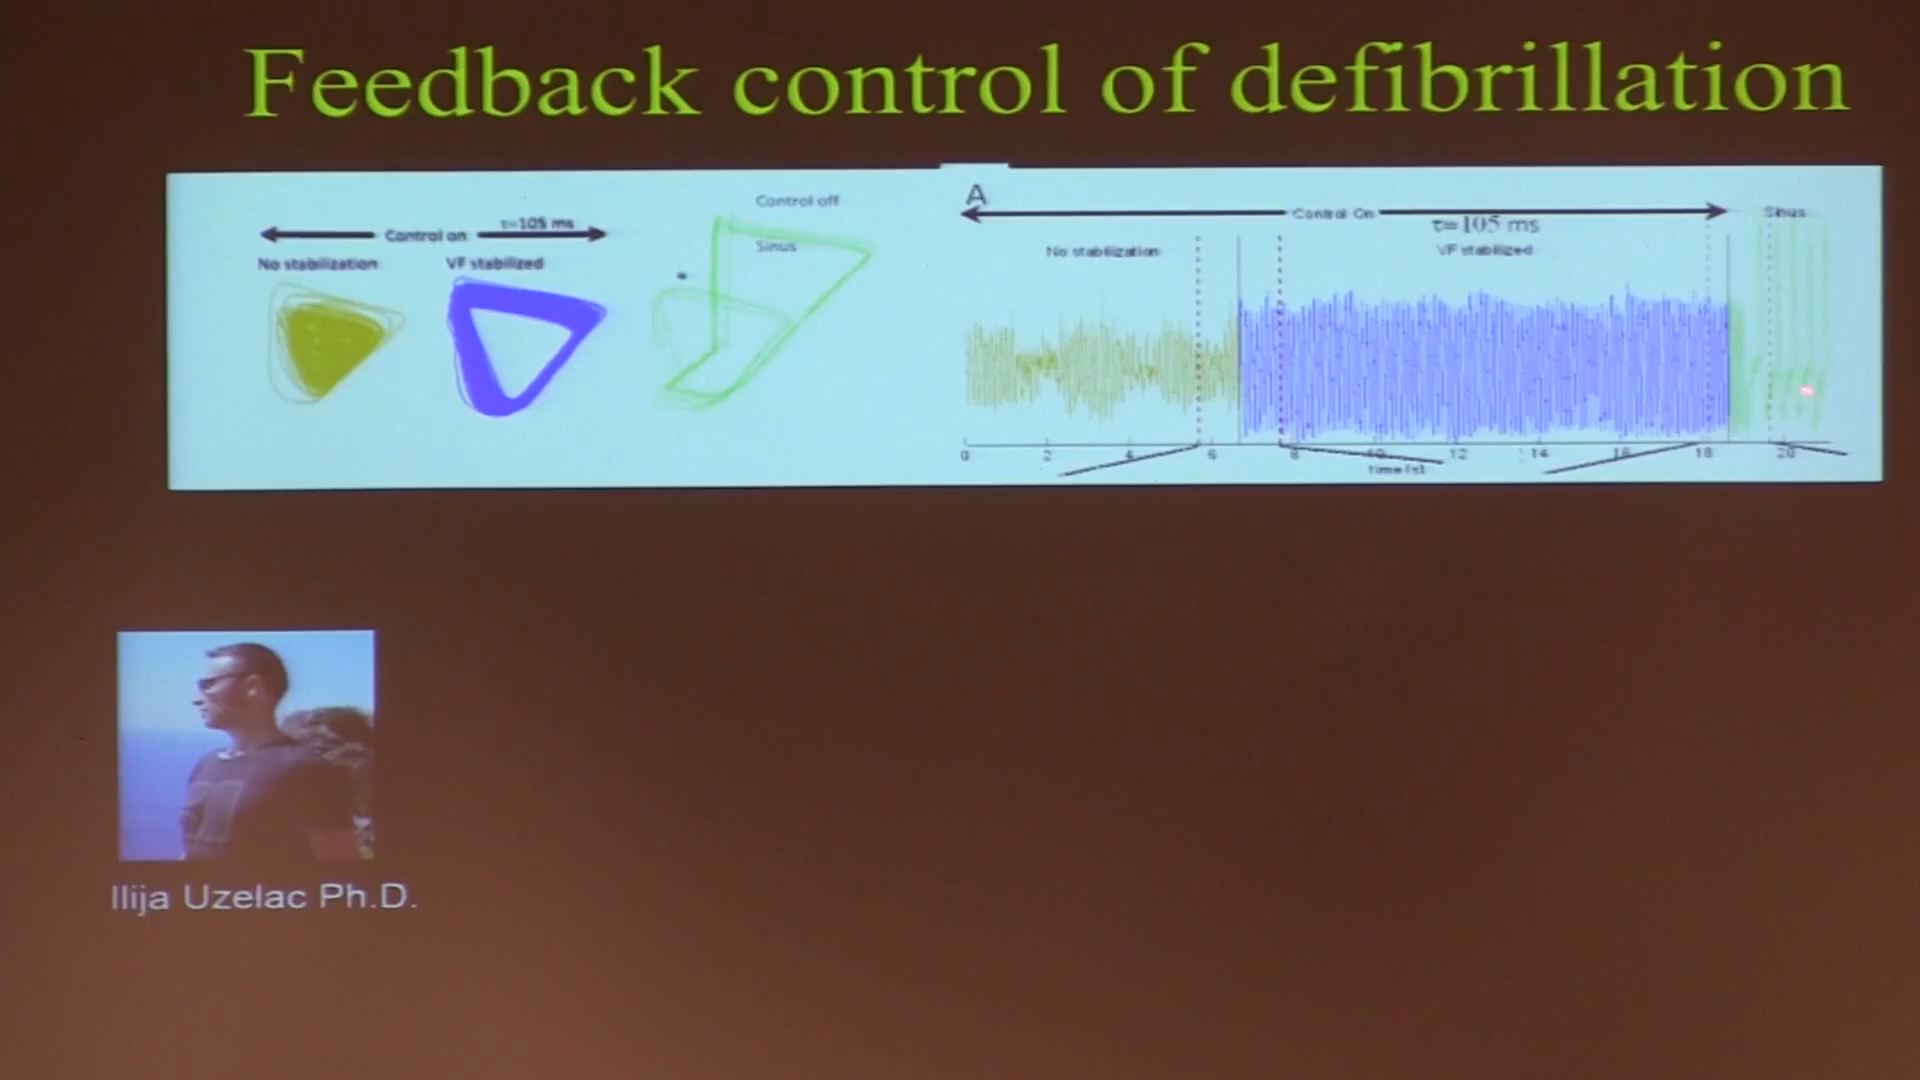 Feedback control of defibrillation
Control on
τ=105 ms
No stabilization
VF stabilized
Control off
Sinus
A
Control On
τ=105 ms
Sinus
No stabilization
VF stabilized
0 2 4 6 8 10 12 14 16 18 20
time (s)
Ilija Uzelac Ph.D.